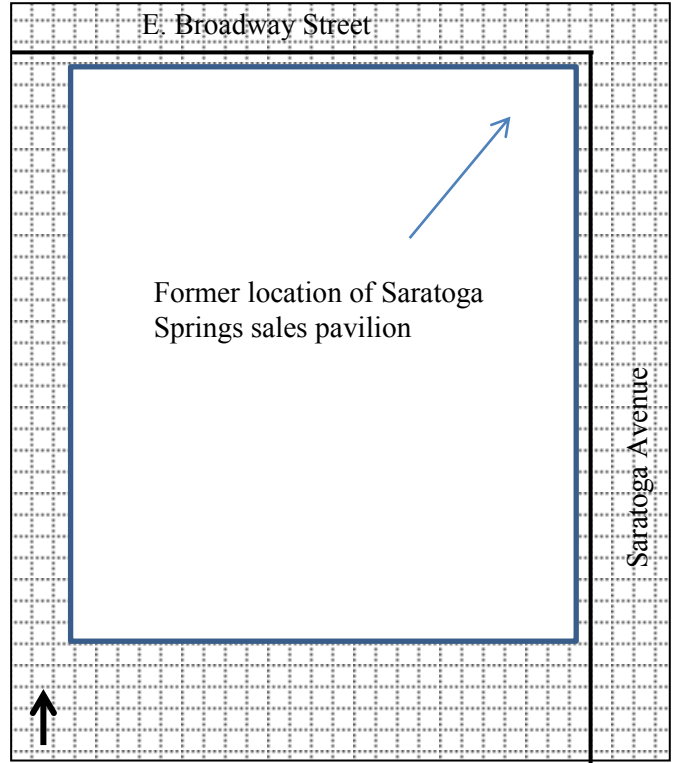 E. Broadway Street
Former location of Saratoga
Springs sales pavilion
Saratoga Avenue